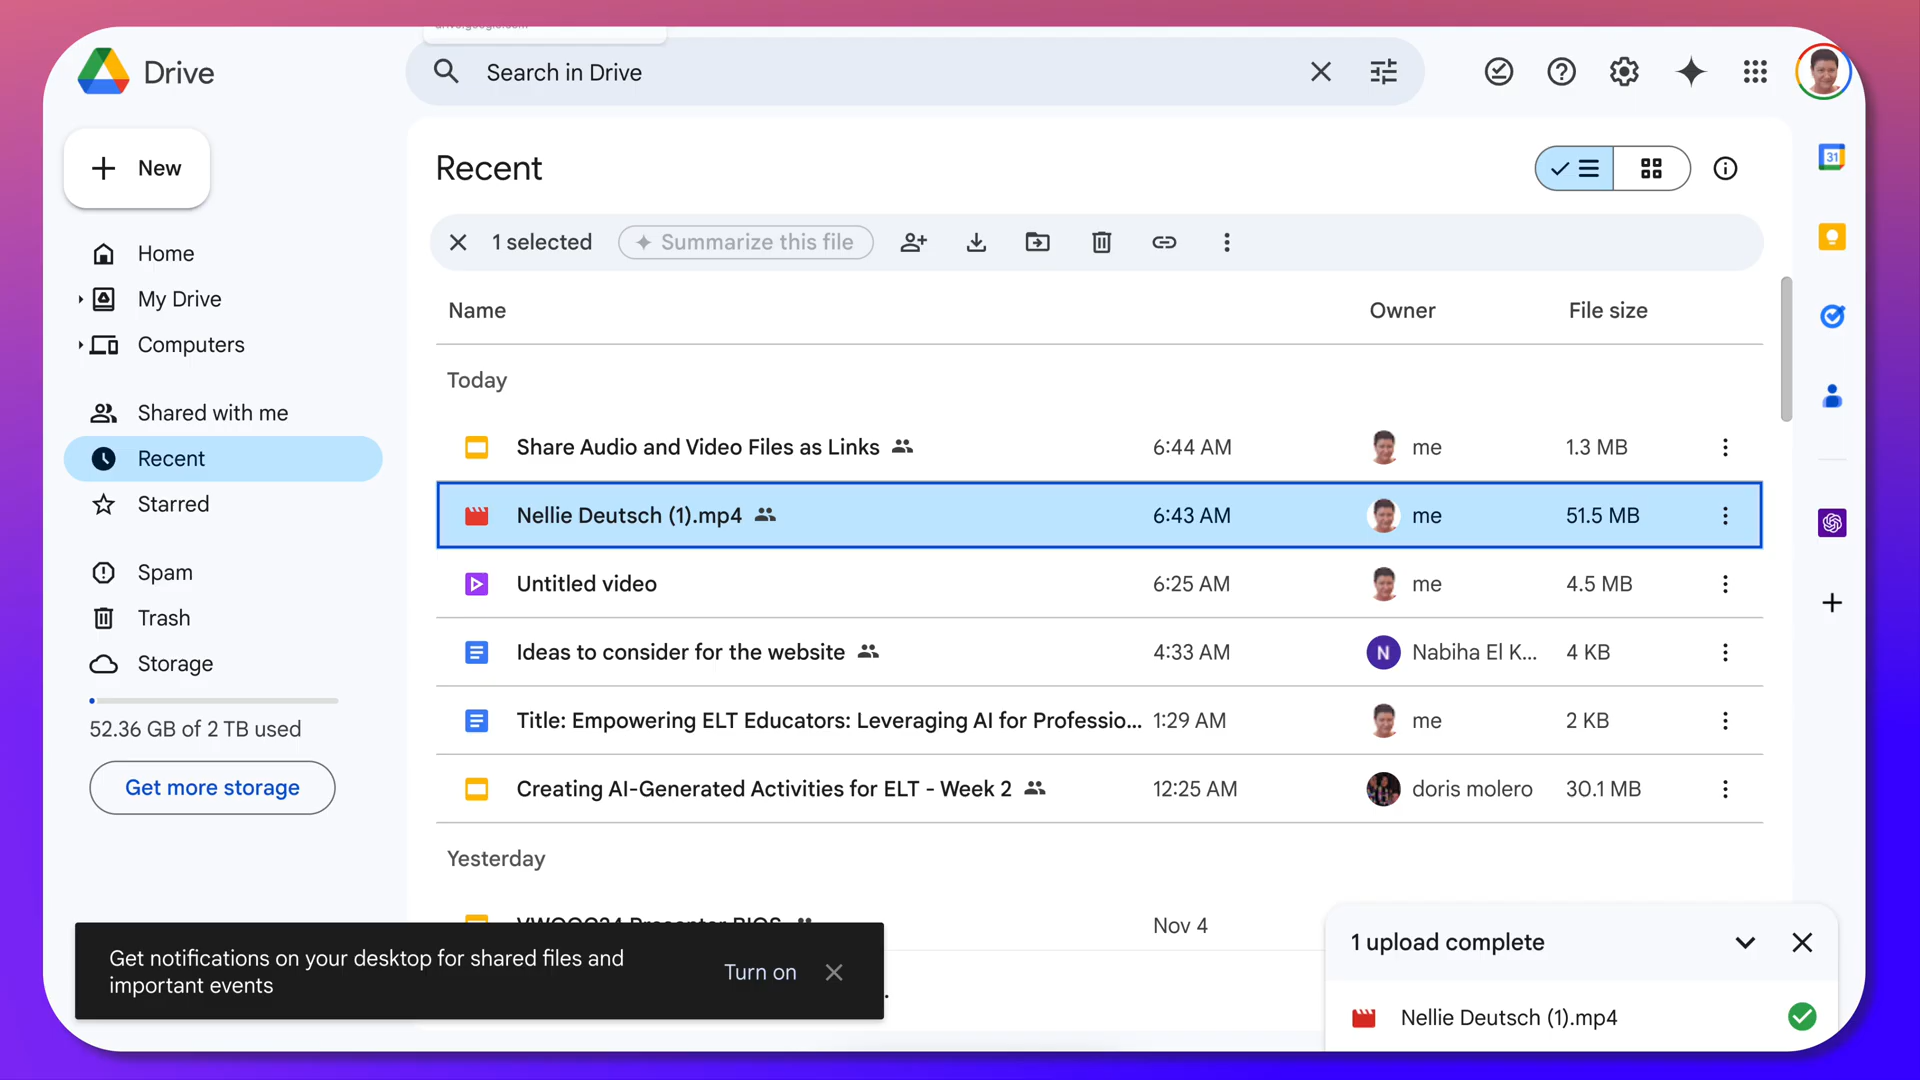 Drive
Search in Drive
New
Home
My Drive
Computers
Shared with me
Recent
Starred
Spam
Trash
Storage
52.36 GB of 2 TB used
Get more storage
Recent
1 selected
Summarize this file
Name Owner File size
Today
Share Audio and Video Files as Links 6:44 AM me 1.3 MB
Nellie Deutsch (1).mp4 6:43 AM me 51.5 MB
Untitled video 6:25 AM me 4.5 MB
Ideas to consider for the website 4:33 AM N Nabiha El K... 4 KB
Title: Empowering ELT Educators: Leveraging AI for Professio... 1:29 AM me 2 KB
Creating AI-Generated Activities for ELT - Week 2 12:25 AM doris molero 30.1 MB
Yesterday
Nov 4
Get notifications on your desktop for shared files and
important events
Turn on
1 upload complete
Nellie Deutsch (1).mp4
31